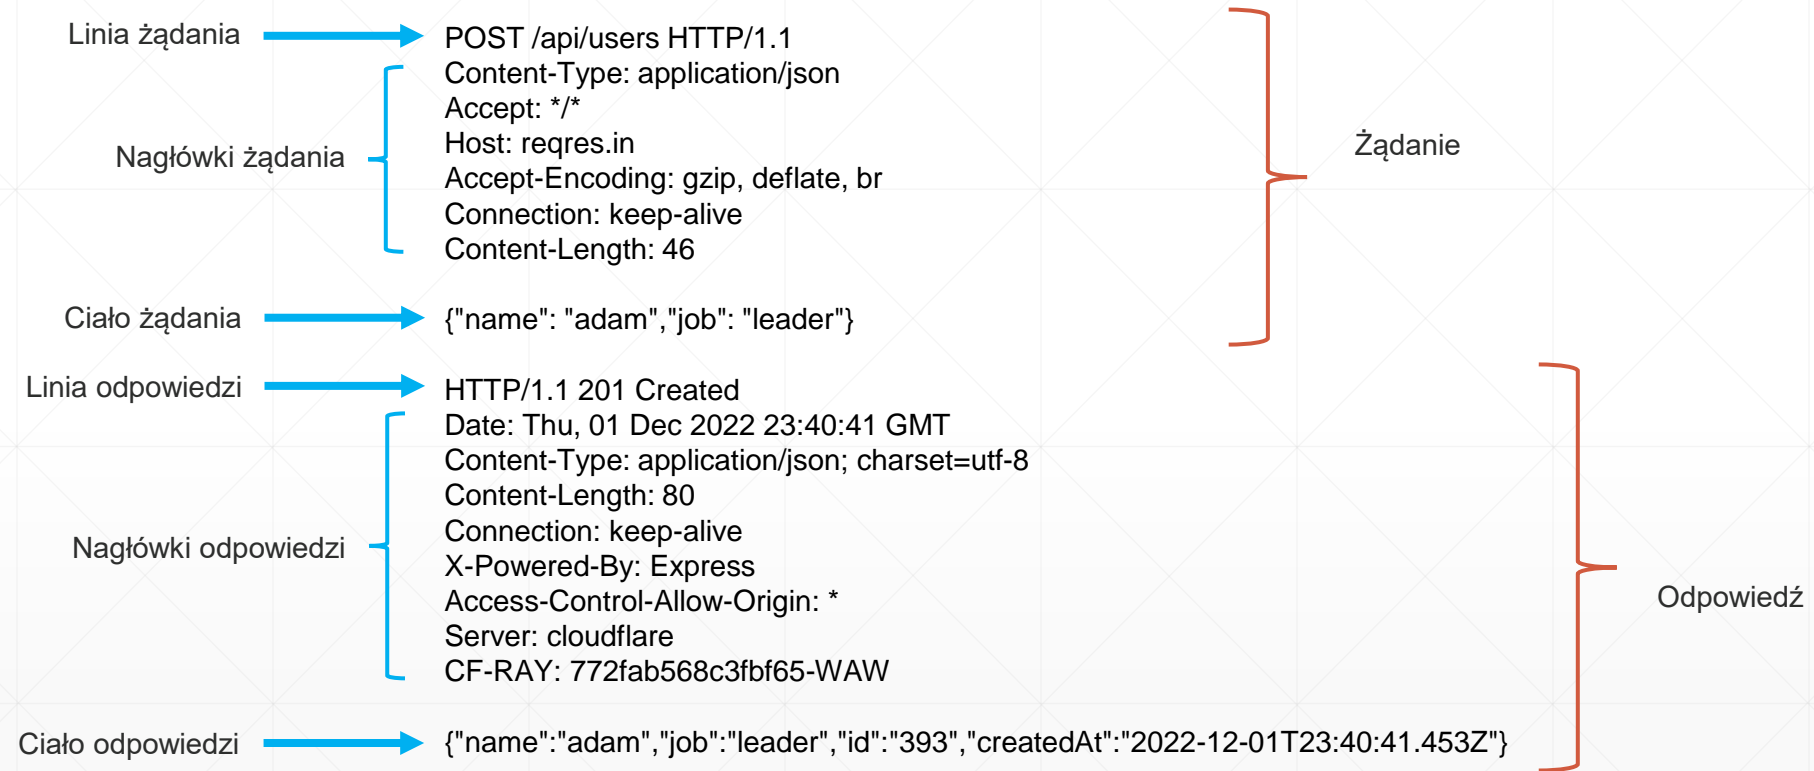 Linia żądania
POST /api/users HTTP/1.1
Nagłówki żądania
Content-Type: application/json
Accept: */*
Host: reqres.in
Accept-Encoding: gzip, deflate, br
Connection: keep-alive
Content-Length: 46
Ciało żądania
{"name": "adam","job": "leader"}
Żądanie
Linia odpowiedzi
HTTP/1.1 201 Created
Nagłówki odpowiedzi
Date: Thu, 01 Dec 2022 23:40:41 GMT
Content-Type: application/json; charset=utf-8
Content-Length: 80
Connection: keep-alive
X-Powered-By: Express
Access-Control-Allow-Origin: *
Server: cloudflare
CF-RAY: 772fab568c3fbf65-WAW
Ciało odpowiedzi
{"name":"adam","job":"leader","id":"393","createdAt":"2022-12-01T23:40:41.453Z"}
Odpowiedź